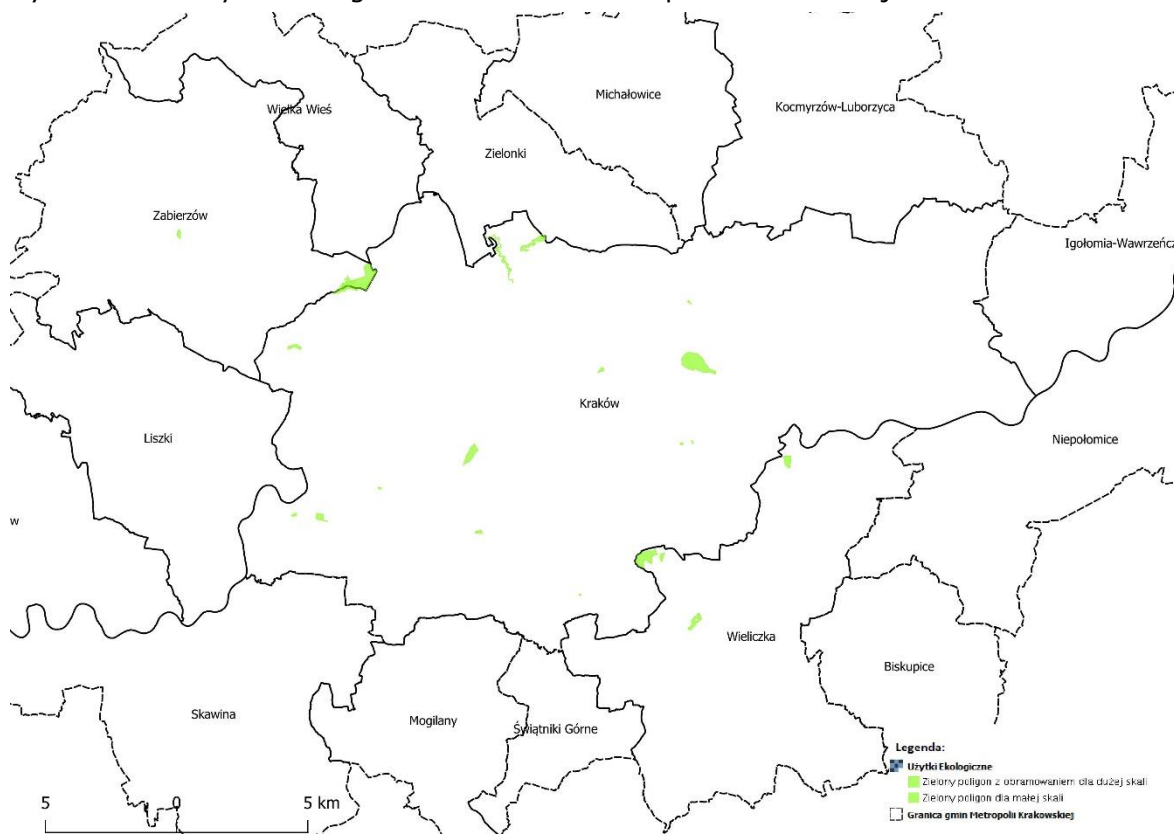 Michałowice
Wielka Wieś
Kocmyrzów-Luborzyca
Zielonki
Zabierzów
Igołomia-Wawrzeńcz
Kraków
Liszki
Niepołomice
w
Wieliczka
Biskupice
Skawina
Mogilany
Świątniki Górne
Legenda:
Użytki Ekologiczne
Zielony poligon z obramowaniem dla dużej skali
Zielony poligon dla małej skali
Granica gmin Metropolii Krakowskiej
5 0 5 km